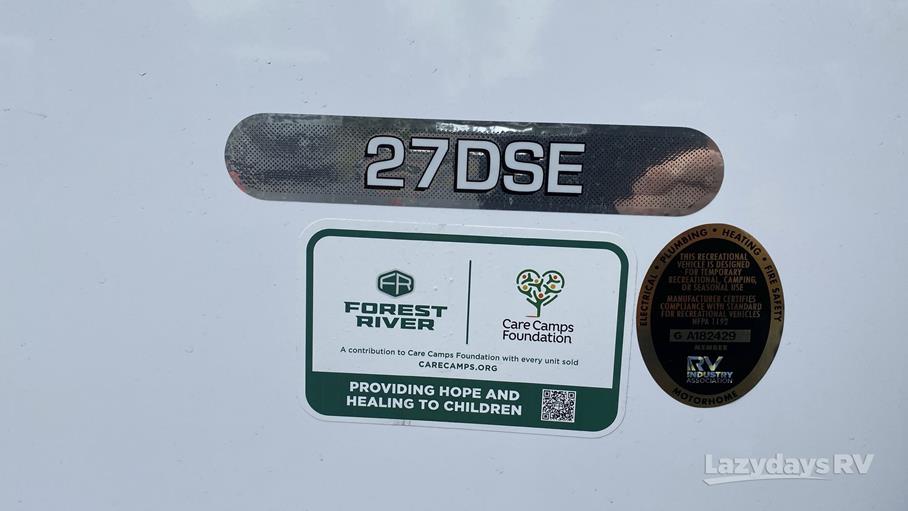 27DSE
FR
FOREST
RIVER
Care Camps
Foundation
A contribution to Care Camps Foundation with every unit sold
CARECAMPS.ORG
PROVIDING HOPE AND
HEALING TO CHILDREN
ELECTRICAL • PLUMBING • HEATING • FIRE SAFETY
THIS RECREATIONAL
VEHICLE IS DESIGNED
FOR TEMPORARY
RECREATIONAL, CAMPING,
OR SEASONAL USE
MANUFACTURER CERTIFIES
COMPLIANCE WITH STANDARD
FOR RECREATIONAL VEHICLES
NFPA 1192
G A182429
MEMBER
RV
INDUSTRY
ASSOCIATION
MOTORHOME
Lazydays RV